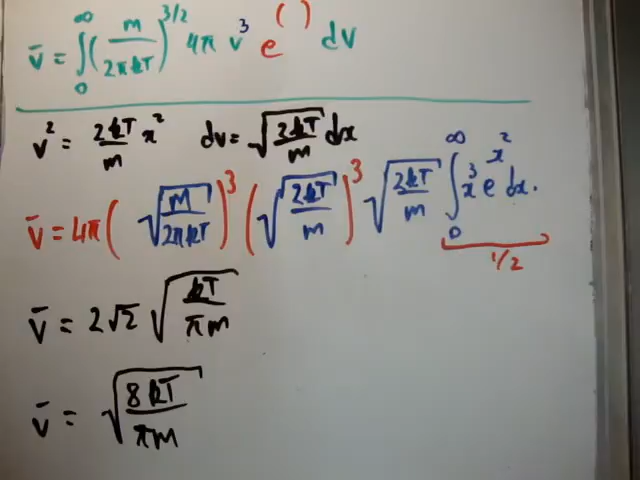 v̄ = ∫₀^∞ (m/2πkT)^3/2 4π v³ e^( ) dv
v² = 2kT/m x² dv = √(2kT/m) dx
v̄ = 4π (√(M/2πkT))³ (√(2kT/m))³ √(2kT/m) ∫₀^∞ x³ e^x² dx.
1/2
v̄ = 2√2 √(kT/πm)
v̄ = √(8kT/πm)